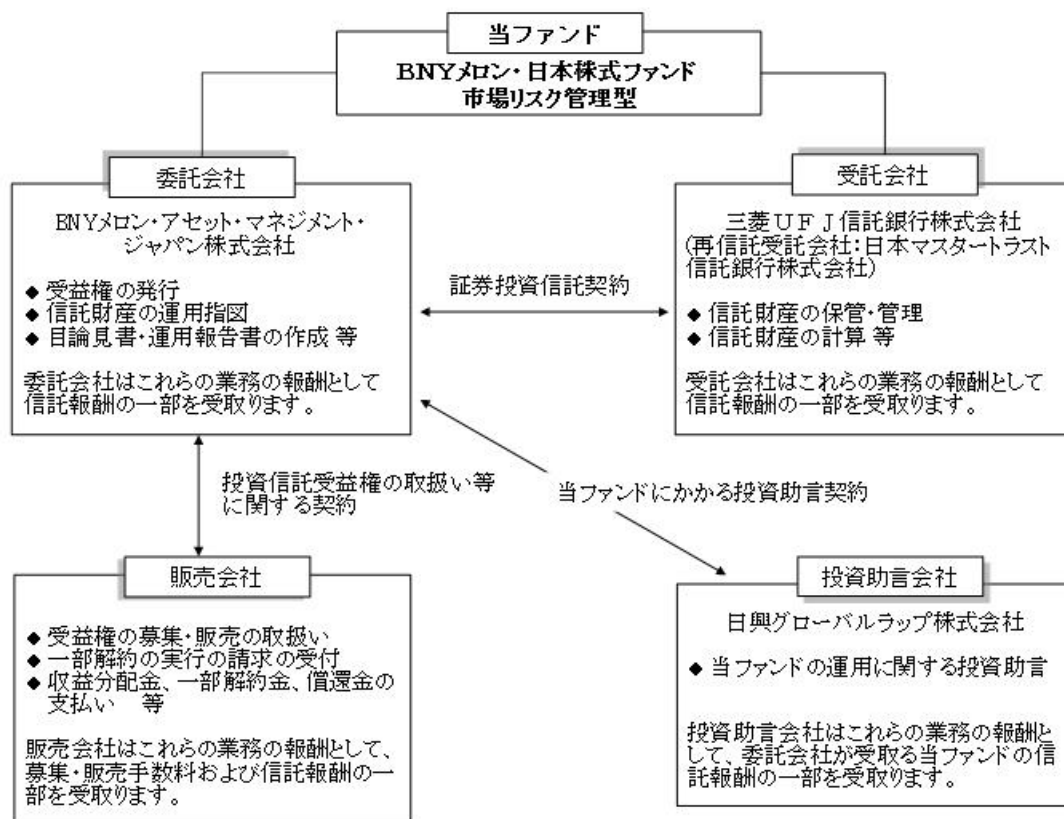 当ファンド
BNYメロン・日本株式ファンド
市場リスク管理型
委託会社
BNYメロン・アセット・マネジメント・
ジャパン株式会社
◆ 受益権の発行
◆ 信託財産の運用指図
◆ 目論見書・運用報告書の作成 等
委託会社はこれらの業務の報酬として
信託報酬の一部を受取ります。
証券投資信託契約
受託会社
三菱UFJ信託銀行株式会社
(再信託受託会社:日本マスタートラスト
信託銀行株式会社)
◆ 信託財産の保管・管理
◆ 信託財産の計算 等
受託会社はこれらの業務の報酬として
信託報酬の一部を受取ります。
投資信託受益権の取扱い等
に関する契約
当ファンドにかかる投資助言契約
販売会社
◆ 受益権の募集・販売の取扱い
◆ 一部解約の実行の請求の受付
◆ 収益分配金、一部解約金、償還金の
支払い 等
販売会社はこれらの業務の報酬として、
募集・販売手数料および信託報酬の一
部を受取ります。
投資助言会社
日興グローバルラップ株式会社
◆ 当ファンドの運用に関する投資助言
投資助言会社はこれらの業務の報酬と
して、委託会社が受取る当ファンドの信
託報酬の一部を受取ります。